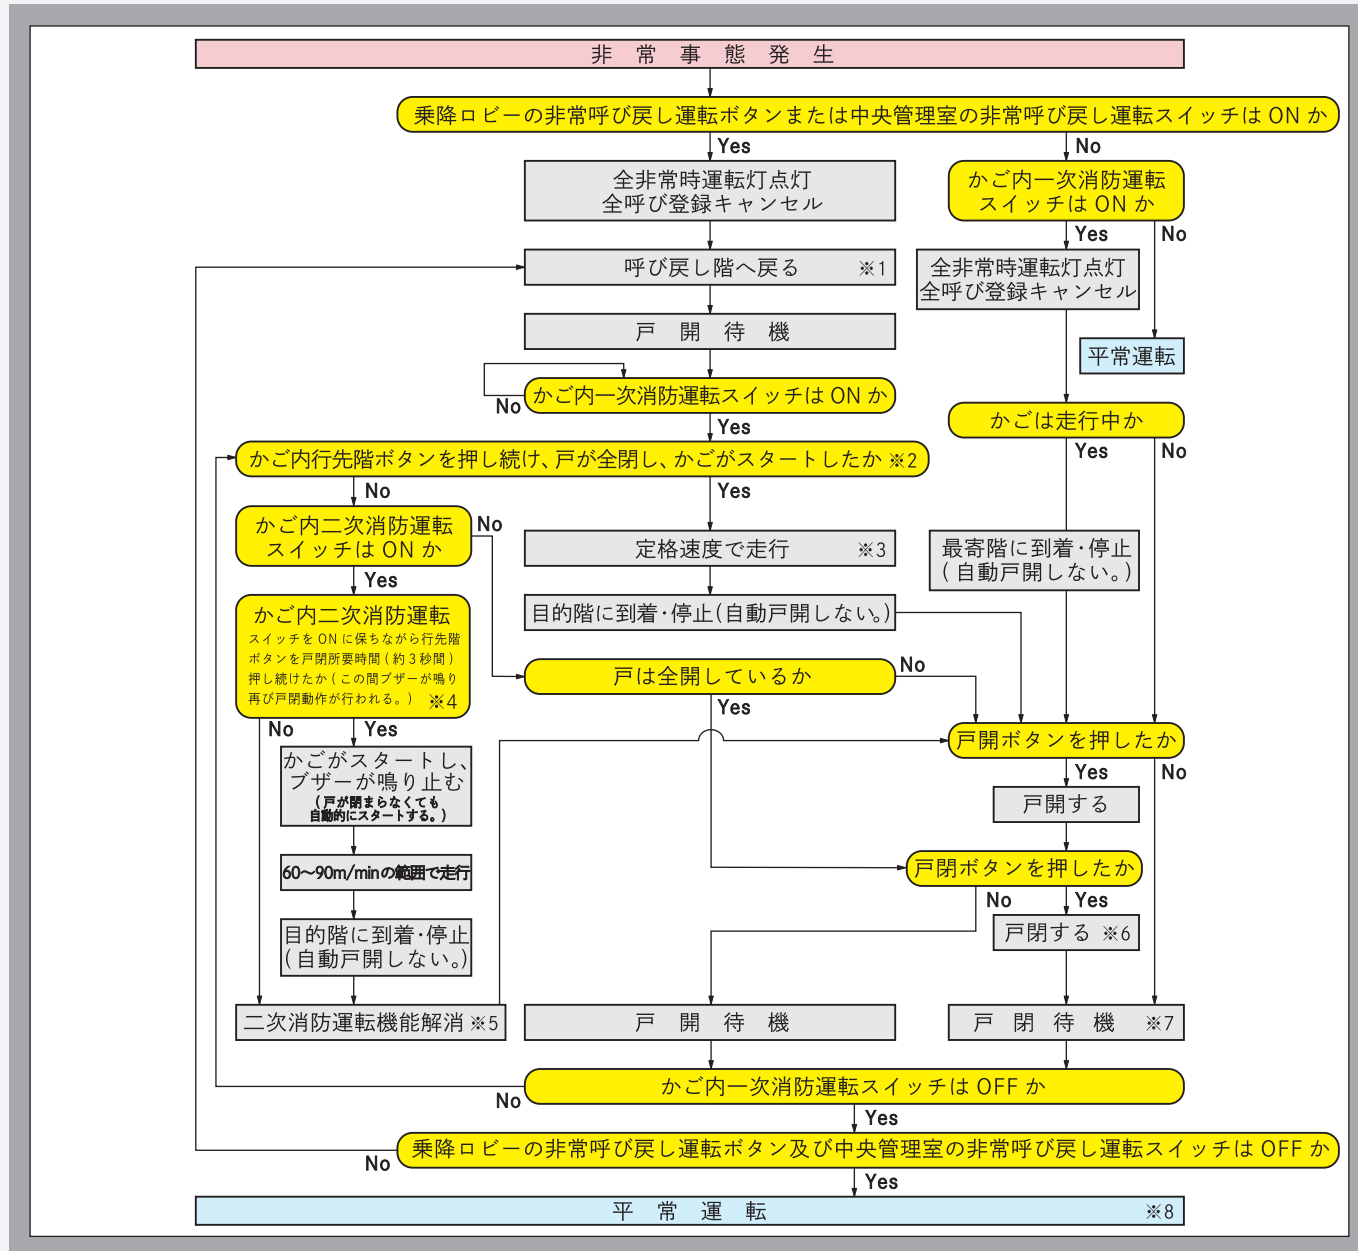 非常事態発生
乗降ロビーの非常呼び戻し運転ボタンまたは中央管理室の非常呼び戻し運転スイッチは ON か
Yes
No
全非常時運転灯点灯
全呼び登録キャンセル
かご内一次消防運転
スイッチは ON か
Yes
No
呼び戻し階へ戻る ※1
全非常時運転灯点灯
全呼び登録キャンセル
戸開待機
平常運転
かご内一次消防運転スイッチは ON か
No
Yes
かごは走行中か
Yes
No
かご内行先階ボタンを押し続け、戸が全閉し、かごがスタートしたか ※2
No
Yes
かご内二次消防運転
スイッチは ON か
No
Yes
定格速度で走行 ※3
最寄階に到着・停止
(自動戸開しない。)
かご内二次消防運転
スイッチを ON に保ちながら行先階
ボタンを戸閉所要時間(約3秒間)
押し続けたか(この間ブザーが鳴り
再び戸閉動作が行われる。) ※4
目的階に到着・停止(自動戸開しない。)
戸は全開しているか
No
Yes
No
Yes
戸開ボタンを押したか
Yes
No
かごがスタートし、
ブザーが鳴り止む
(戸が閉まらなくても
自動的にスタートする。)
戸開する
60～90m/minの範囲で走行
戸閉ボタンを押したか
No
Yes
目的階に到着・停止
(自動戸開しない。)
戸閉する ※6
二次消防運転機能解消 ※5
戸開待機
戸閉待機 ※7
かご内一次消防運転スイッチは OFF か
No
Yes
乗降ロビーの非常呼び戻し運転ボタン及び中央管理室の非常呼び戻し運転スイッチは OFF か
No
Yes
平常運転 ※8